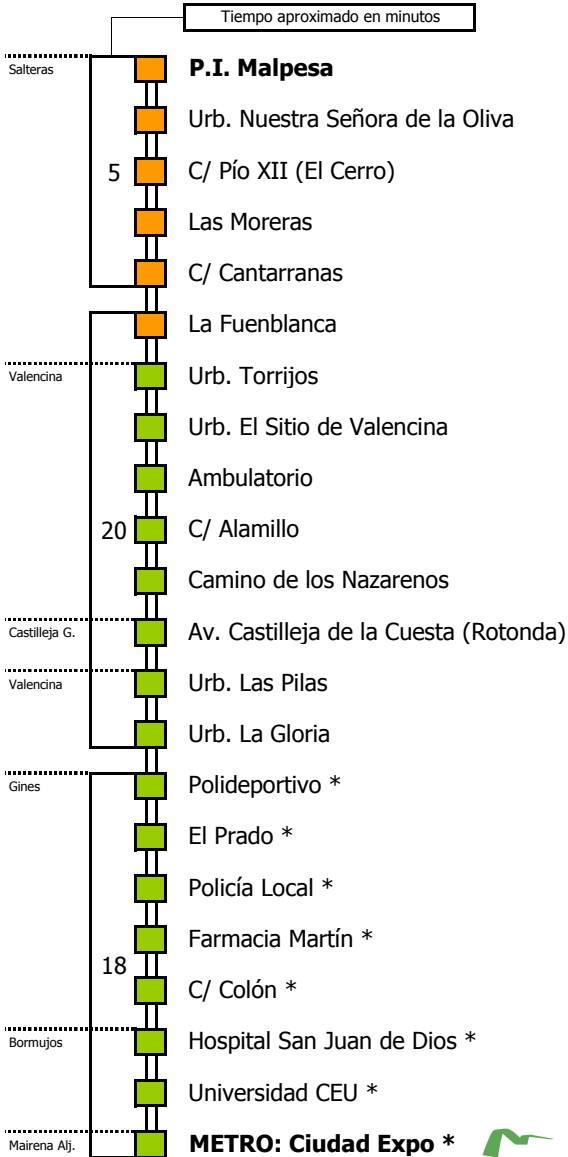 Tiempo aproximado en minutos
Salteras
P.I. Malpesa
Urb. Nuestra Señora de la Oliva
5
C/ Pío XII (El Cerro)
Las Moreras
C/ Cantarranas
La Fuenblanca
Valencina
Urb. Torrijos
Urb. El Sitio de Valencina
Ambulatorio
20
C/ Alamillo
Camino de los Nazarenos
Castilleja G.
Av. Castilleja de la Cuesta (Rotonda)
Valencina
Urb. Las Pilas
Urb. La Gloria
Gines
Polideportivo *
El Prado *
Policía Local *
Farmacia Martín *
18
C/ Colón *
Bormujos
Hospital San Juan de Dios *
Universidad CEU *
Mairena Alj.
METRO: Ciudad Expo *